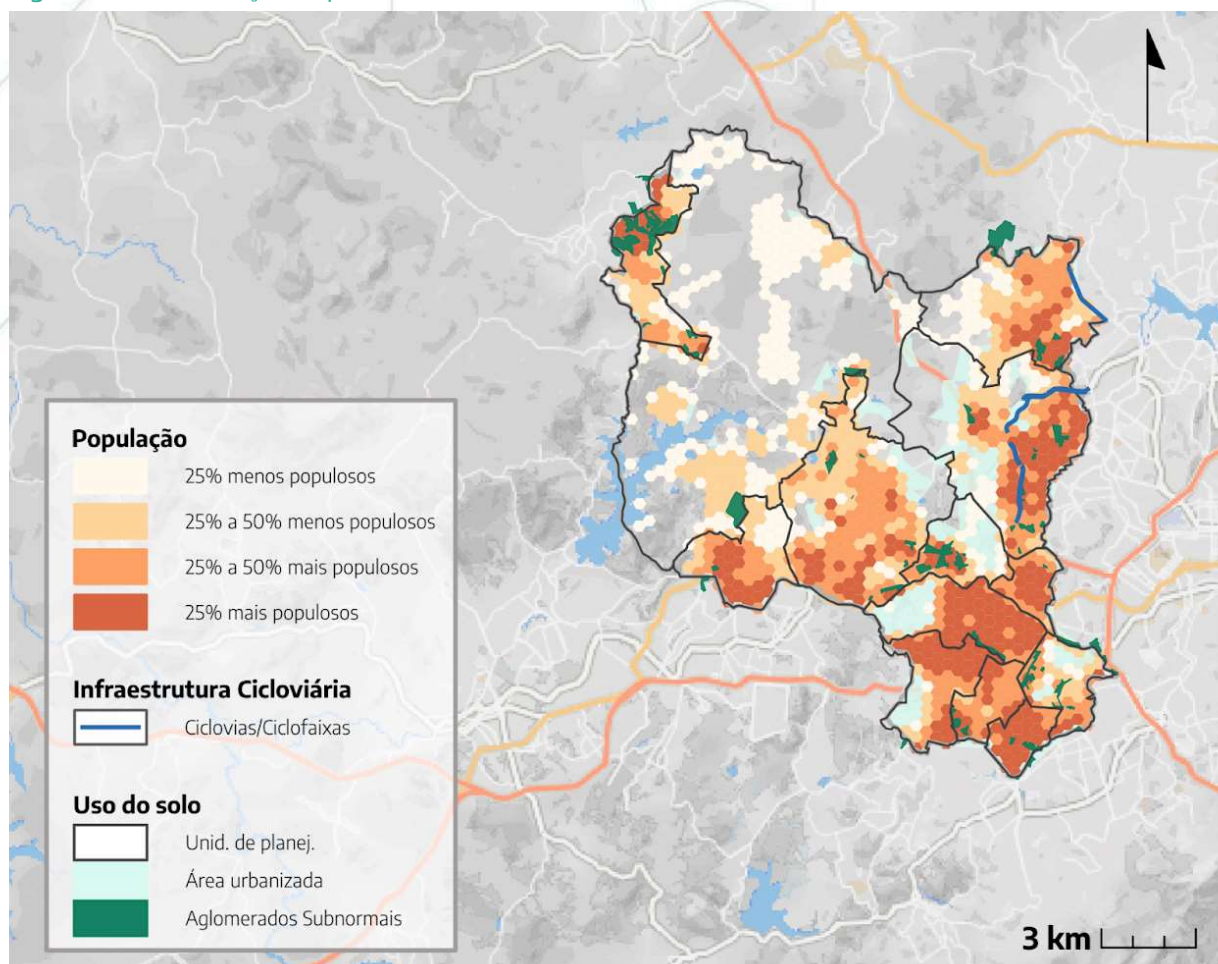 População
25% menos populosos
25% a 50% menos populosos
25% a 50% mais populosos
25% mais populosos
Infraestrutura Cicloviária
Ciclovias/Ciclofaixas
Uso do solo
Unid. de planej.
Área urbanizada
Aglomerados Subnormais
3 km